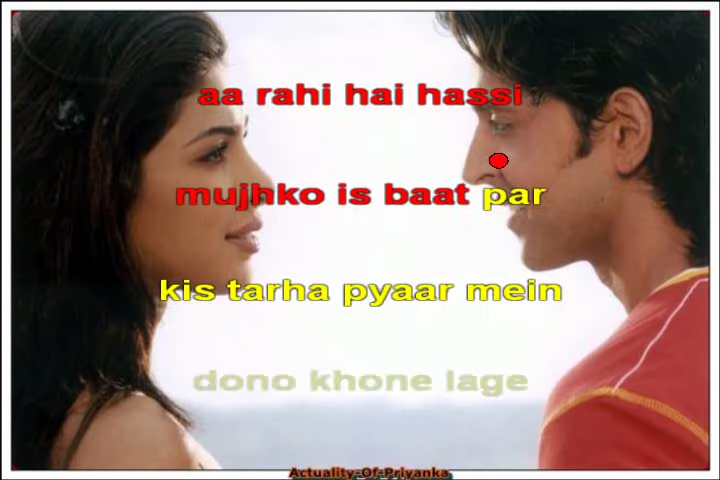 aa rahi hai hassi
mujhko is baat par
kis tarha pyaar mein
dono khone lage
Actuality-Of-Priyanka